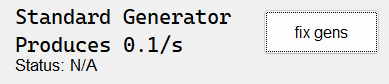 Standard Generator
Produces 0.1/s
Status: N/A
fix gens